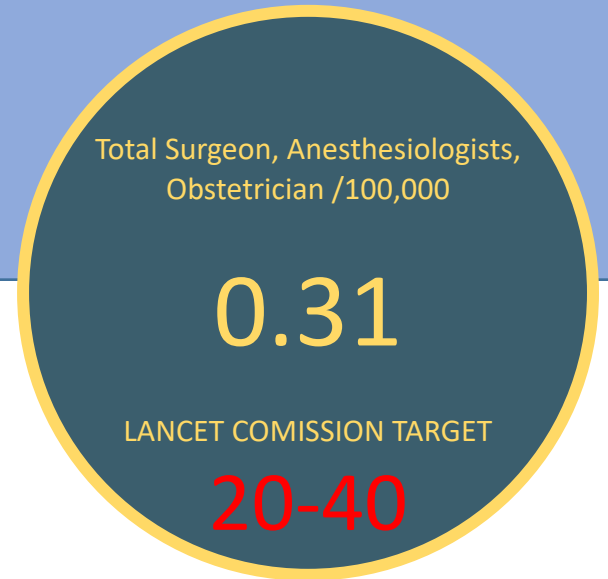 Total Surgeon, Anesthesiologists,
Obstetrician /100,000
0.31
LANCET COMISSION TARGET
20-40